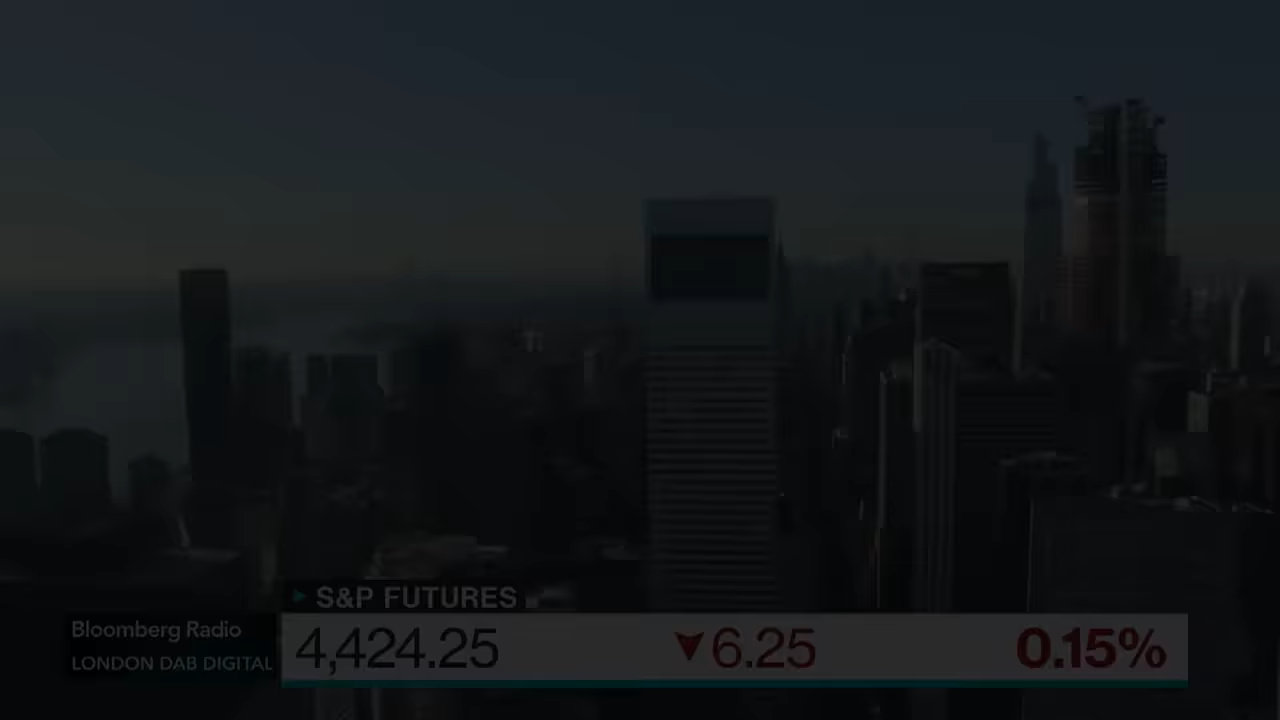 S&P FUTURES
Bloomberg Radio
LONDON DAB DIGITAL
4,424.25
6.25
0.15%